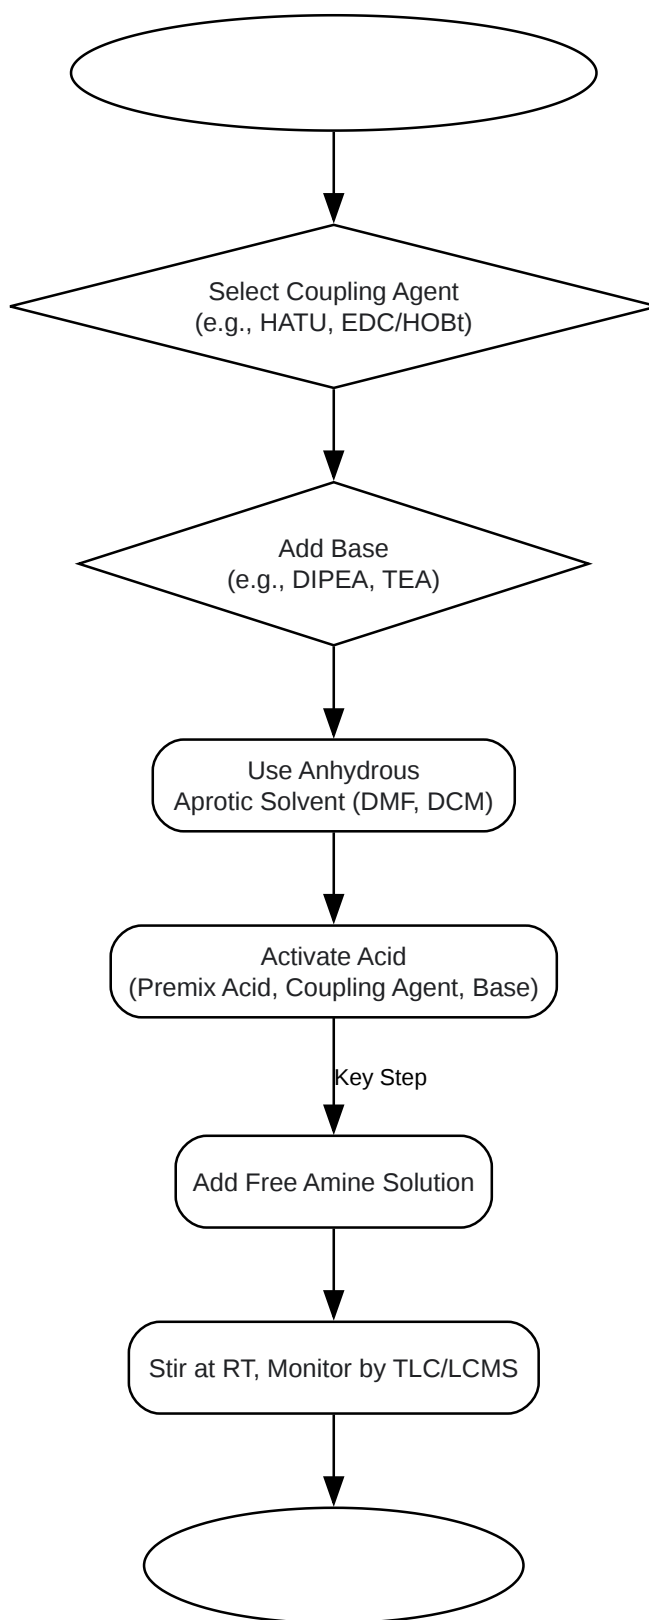 Select Coupling Agent
(e.g., HATU, EDC/HOBt)
Add Base
(e.g., DIPEA, TEA)
Use Anhydrous
Aprotic Solvent (DMF, DCM)
Activate Acid
(Premix Acid, Coupling Agent, Base)
Key Step
Add Free Amine Solution
Stir at RT, Monitor by TLC/LCMS